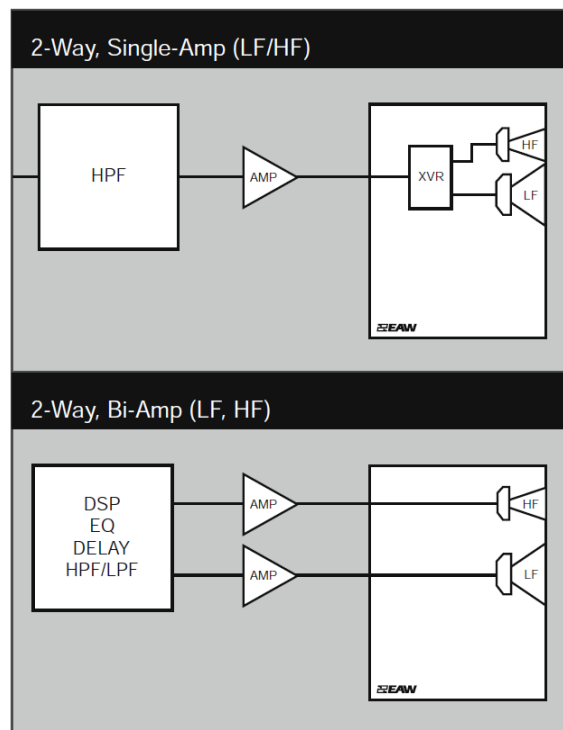 2-Way, Single-Amp (LF/HF)
HPF
AMP
XVR
HF
LF
EAW
2-Way, Bi-Amp (LF, HF)
DSP
EQ
DELAY
HPF/LPF
AMP
AMP
HF
LF
EAW